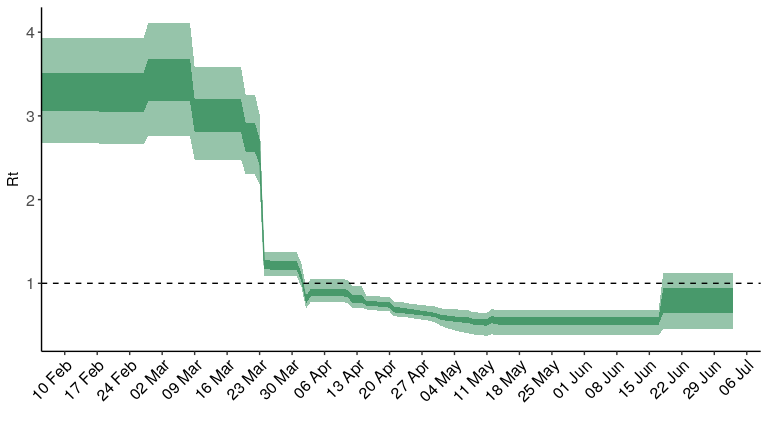 4
3
2
1
Rt
10 Feb
17 Feb
24 Feb
02 Mar
09 Mar
16 Mar
23 Mar
30 Mar
06 Apr
13 Apr
20 Apr
27 Apr
04 May
11 May
18 May
25 May
01 Jun
08 Jun
15 Jun
22 Jun
29 Jun
06 Jul